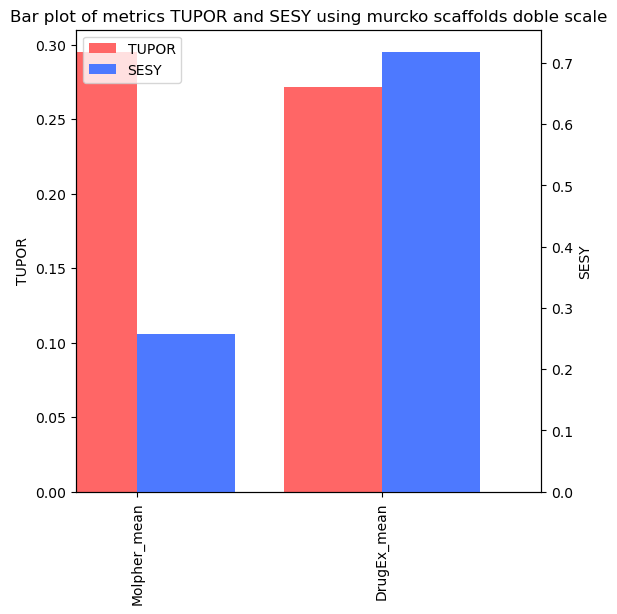 Bar plot of metrics TUPOR and SESY using murcko scaffolds doble scale
TUPOR
SESY
0.30
0.25
0.20
0.15
0.10
0.05
0.00
TUPOR
0.7
0.6
0.5
0.4
0.3
0.2
0.1
0.0
SESY
Molpher_mean
DrugEx_mean